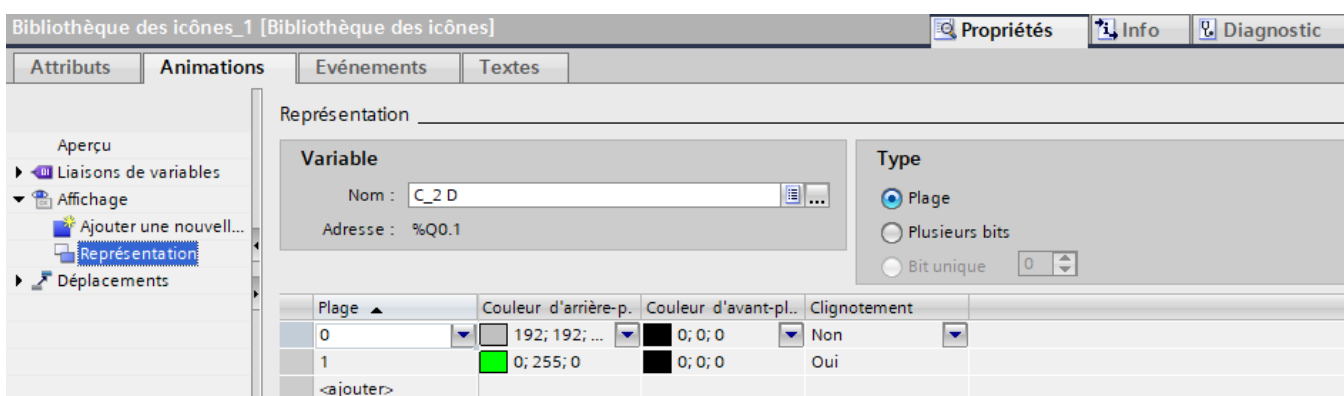 Bibliothèque des icônes_1 [Bibliothèque des icônes]
Propriétés
Info
Diagnostic
Attributs
Animations
Evénements
Textes
Représentation
Aperçu
Liaisons de variables
Affichage
Ajouter une nouvell...
Représentation
Déplacements
Variable
Nom : C_2 D
...
Adresse : %Q0.1
Type
Plage
Plusieurs bits
Bit unique 0
Plage Couleur d'arrière-p. Couleur d'avant-pl.. Clignotement
0 192; 192; ... 0; 0; 0 Non
1 0; 255; 0 0; 0; 0 Oui
<ajouter>